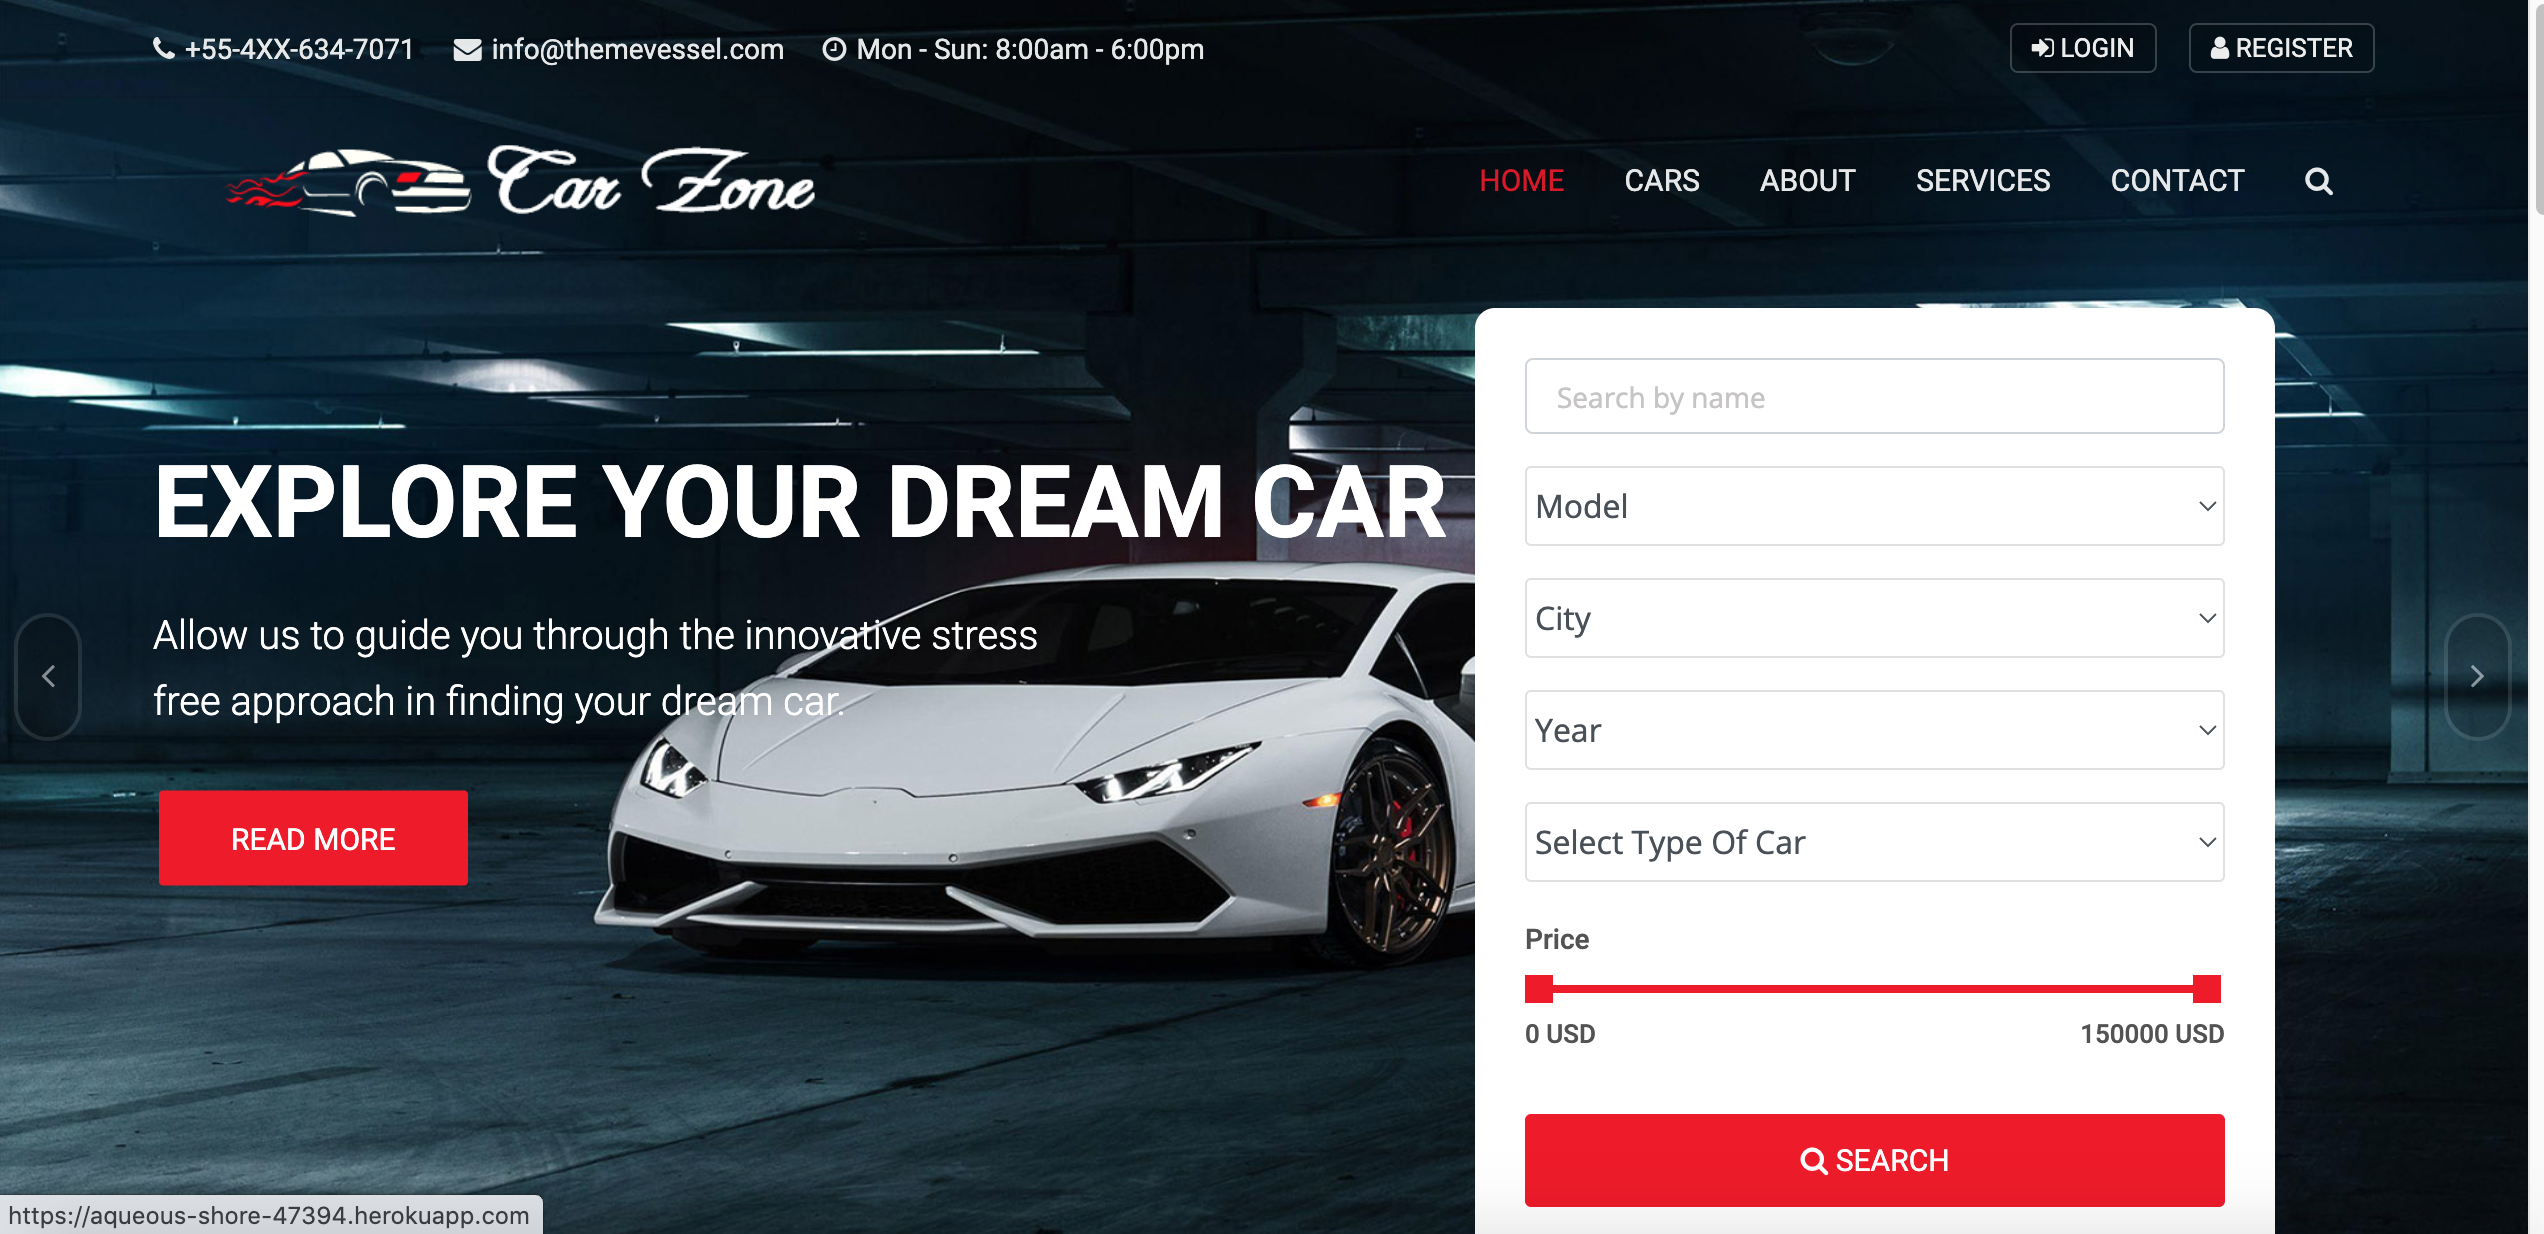 +55-4XX-634-7071 info@themevessel.com Mon - Sun: 8:00am - 6:00pm LOGIN REGISTER
Car Zone HOME CARS ABOUT SERVICES CONTACT
Search by name
Model
EXPLORE YOUR DREAM CAR
City
Allow us to guide you through the innovative stress
free approach in finding your dream car.
Year
READ MORE
Select Type Of Car
Price
0 USD 150000 USD
SEARCH
https://aqueous-shore-47394.herokuapp.com